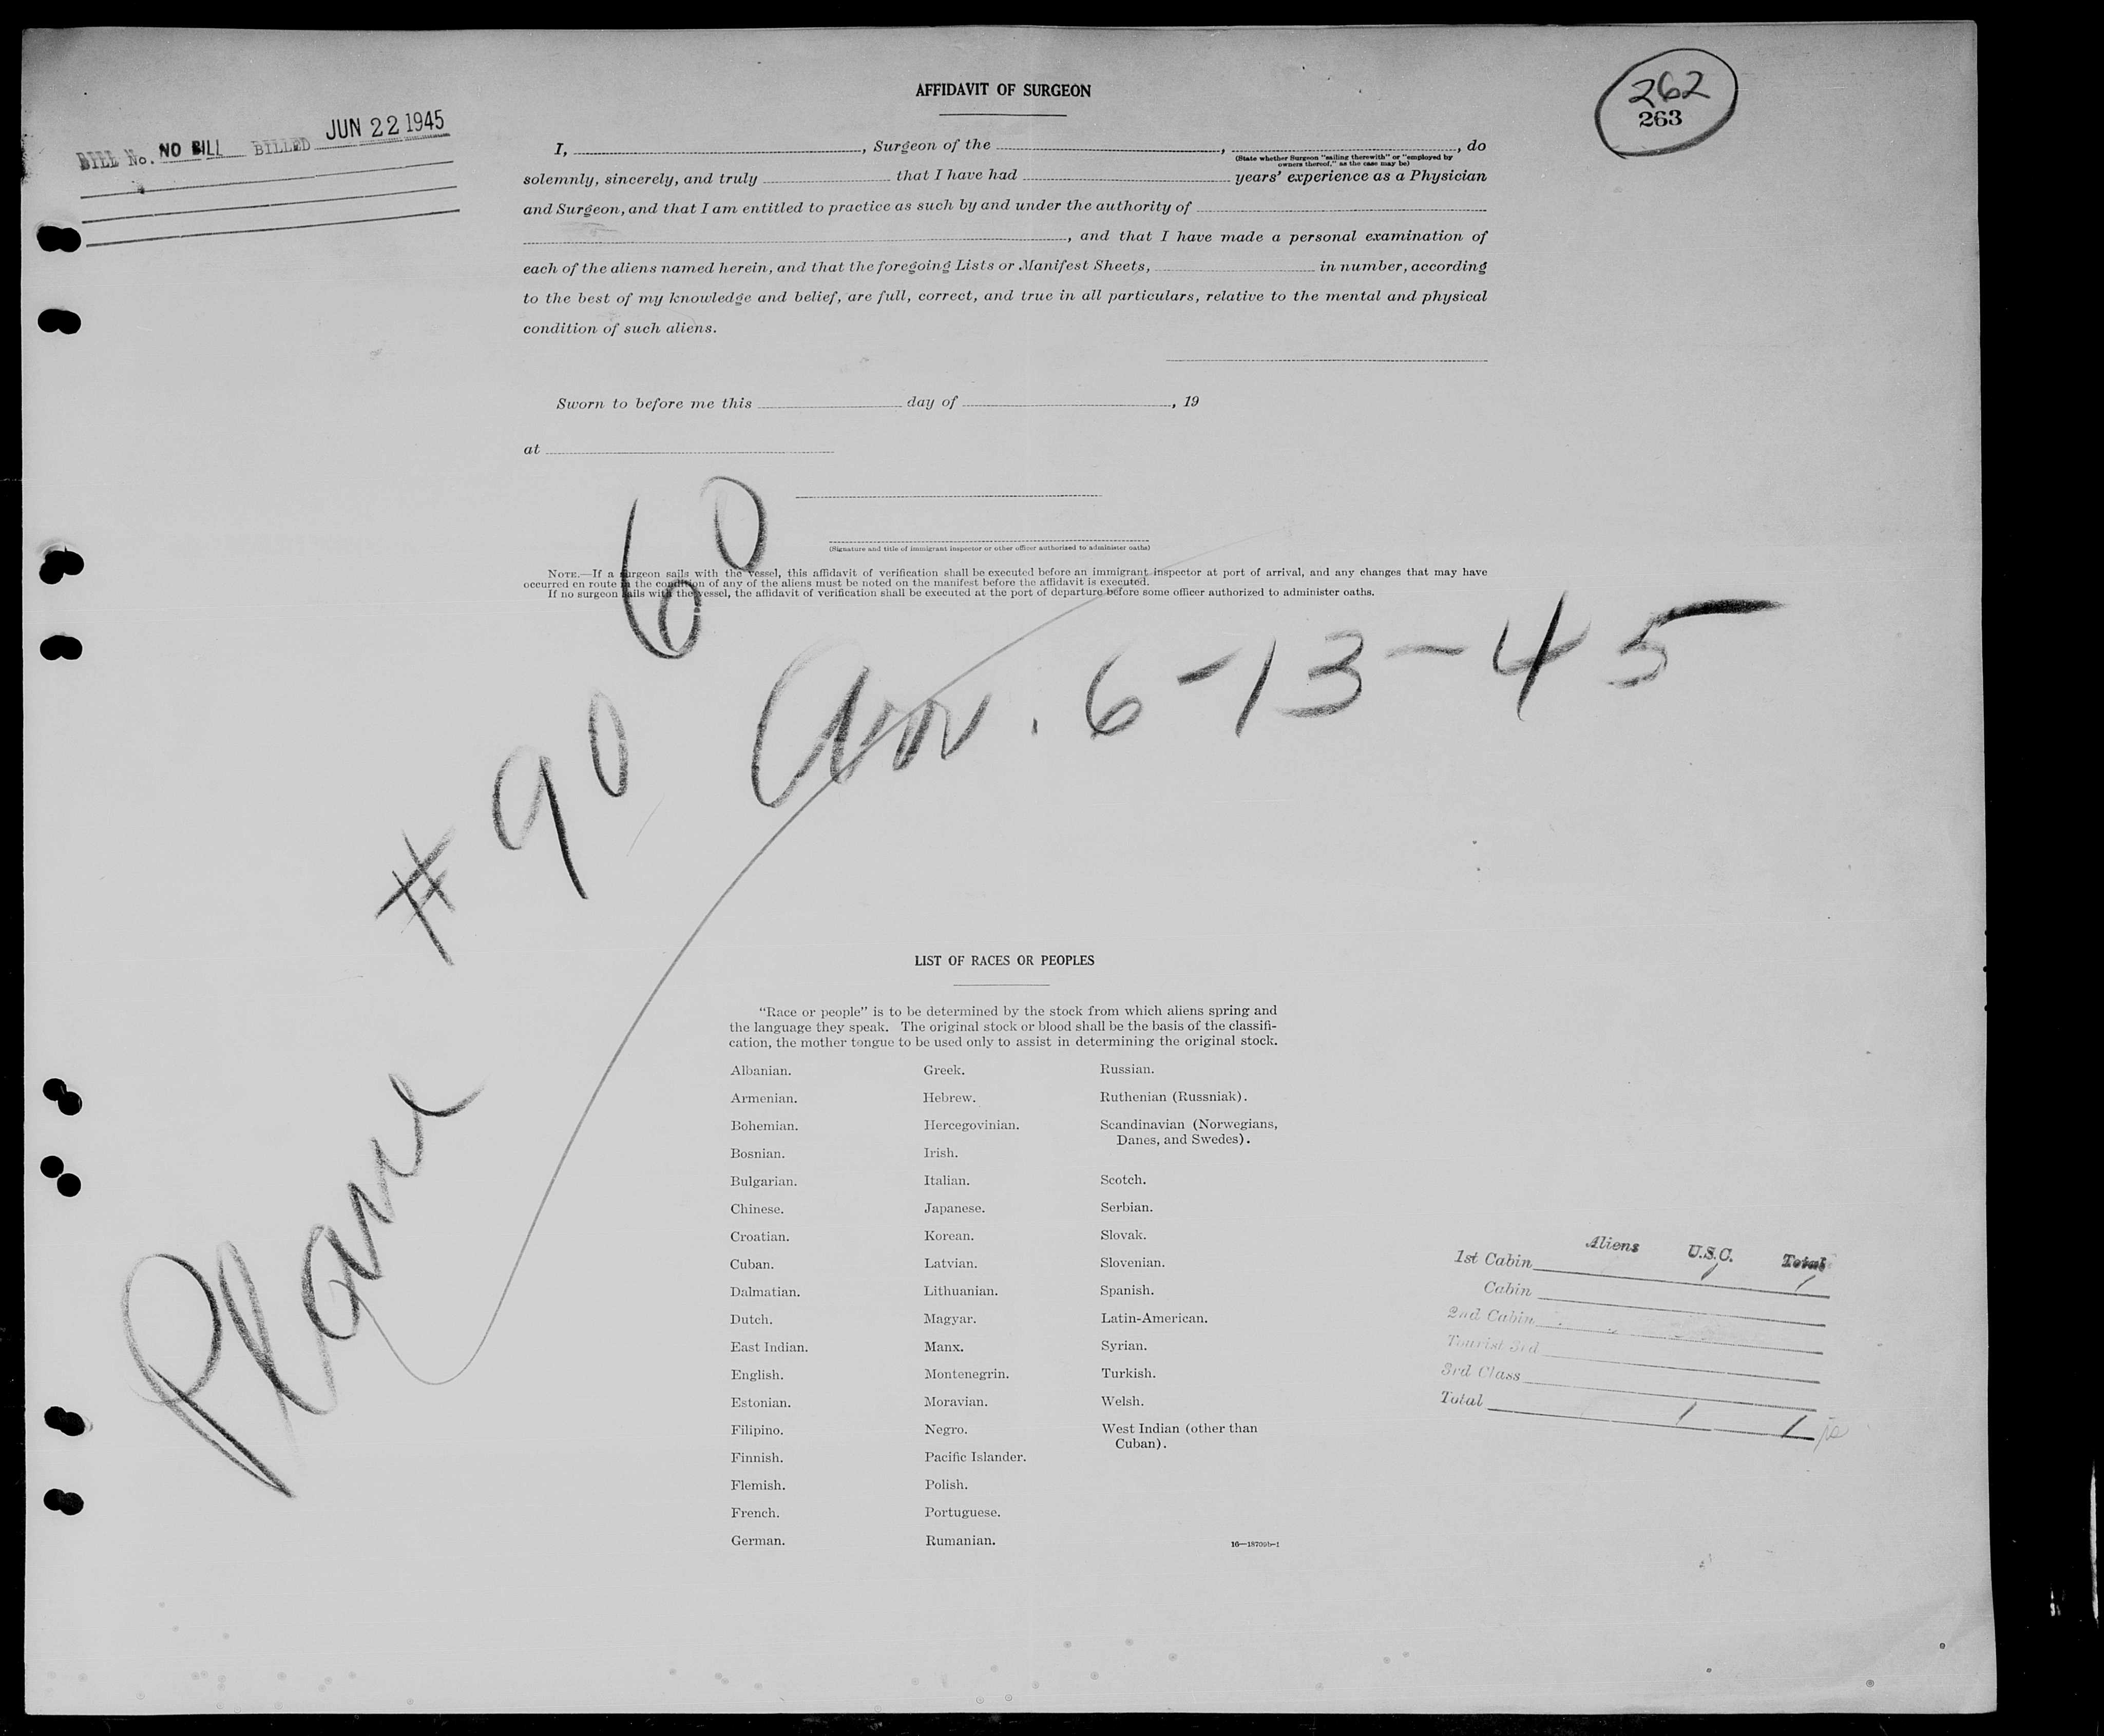 AFFIDAVIT OF SURGEON
262
263
BILL No. NO BILL BILLED JUN 22 1945
I, , Surgeon of the , , do
(State whether Surgeon "sailing therewith" or "employed by
owners thereof," as the case may be)
solemnly, sincerely, and truly that I have had years' experience as a Physician
and Surgeon, and that I am entitled to practice as such by and under the authority of
, and that I have made a personal examination of
each of the aliens named herein, and that the foregoing Lists or Manifest Sheets, in number, according
to the best of my knowledge and belief, are full, correct, and true in all particulars, relative to the mental and physical
condition of such aliens.
Sworn to before me this day of , 19
at
(Signature and title of immigrant inspector or other officer authorized to administer oaths)
NOTE.—If a surgeon sails with the vessel, this affidavit of verification shall be executed before an immigrant inspector at port of arrival, and any changes that may have
occurred en route in the condition of any of the aliens must be noted on the manifest before the affidavit is executed.
If no surgeon sails with the vessel, the affidavit of verification shall be executed at the port of departure before some officer authorized to administer oaths.
Plane # 9060
Arr. 6-13-45
LIST OF RACES OR PEOPLES
"Race or people" is to be determined by the stock from which aliens spring and
the language they speak. The original stock or blood shall be the basis of the classifi-
cation, the mother tongue to be used only to assist in determining the original stock.
Albanian.
Armenian.
Bohemian.
Bosnian.
Bulgarian.
Chinese.
Croatian.
Cuban.
Dalmatian.
Dutch.
East Indian.
English.
Estonian.
Filipino.
Finnish.
Flemish.
French.
German.
Greek.
Hebrew.
Hercegovinian.
Irish.
Italian.
Japanese.
Korean.
Latvian.
Lithuanian.
Magyar.
Manx.
Montenegrin.
Moravian.
Negro.
Pacific Islander.
Polish.
Portuguese.
Rumanian.
Russian.
Ruthenian (Russniak).
Scandinavian (Norwegians,
Danes, and Swedes).
Scotch.
Serbian.
Slovak.
Slovenian.
Spanish.
Latin-American.
Syrian.
Turkish.
Welsh.
West Indian (other than
Cuban).
16—18709b-1
Aliens U.S.C. Total
1st Cabin 1 1
Cabin
2nd Cabin
Tourist 3rd
3rd Class
Total 1 1